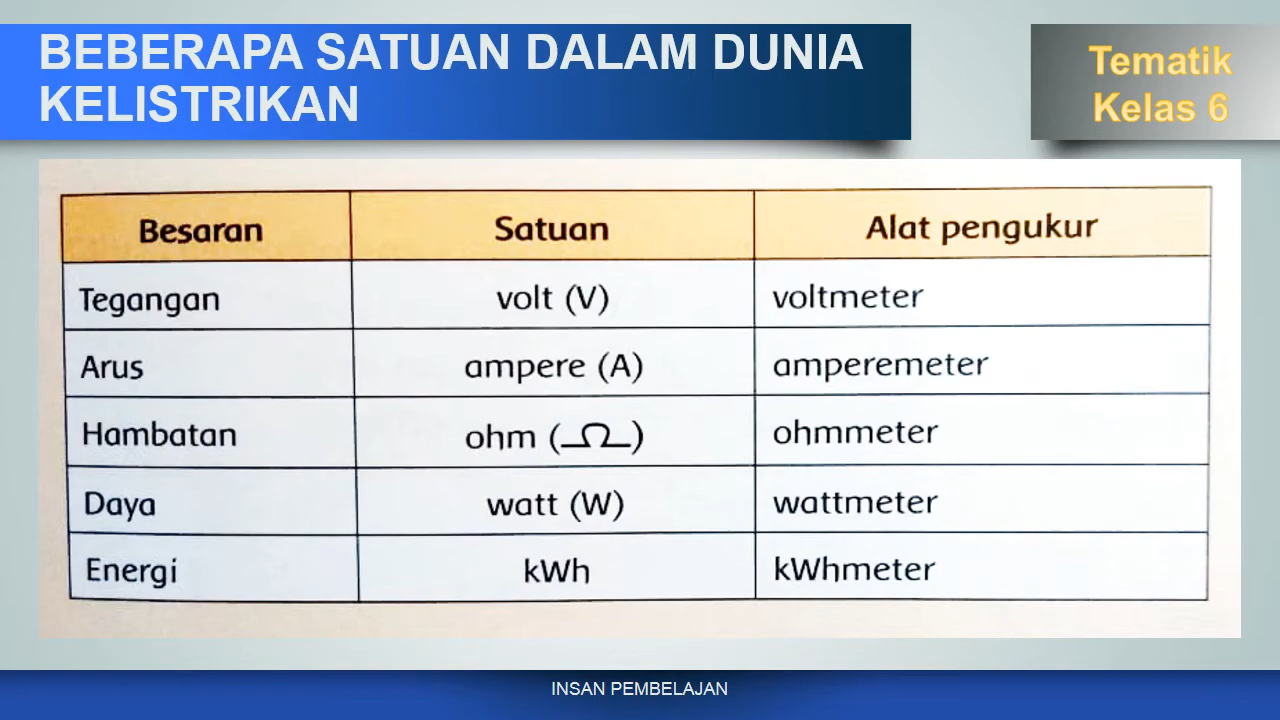 BEBERAPA SATUAN DALAM DUNIA
KELISTRIKAN
Tematik
Kelas 6
Besaran Satuan Alat pengukur
Tegangan volt (V) voltmeter
Arus ampere (A) amperemeter
Hambatan ohm (Ω) ohmmeter
Daya watt (W) wattmeter
Energi kWh kWhmeter
INSAN PEMBELAJAN